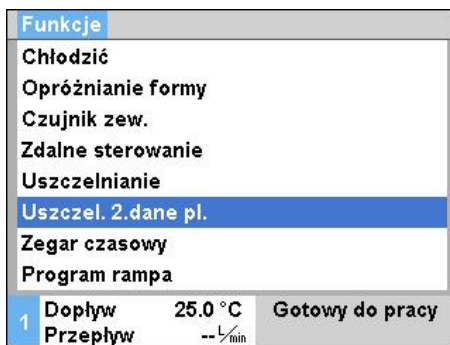 Funkcje
Chłodzić
Opróżnianie formy
Czujnik zew.
Zdalne sterowanie
Uszczelnianie
Uszczel. 2.dane pl.
Zegar czasowy
Program rampa
1 Dopływ 25.0 °C Gotowy do pracy
Przepływ -- L/min